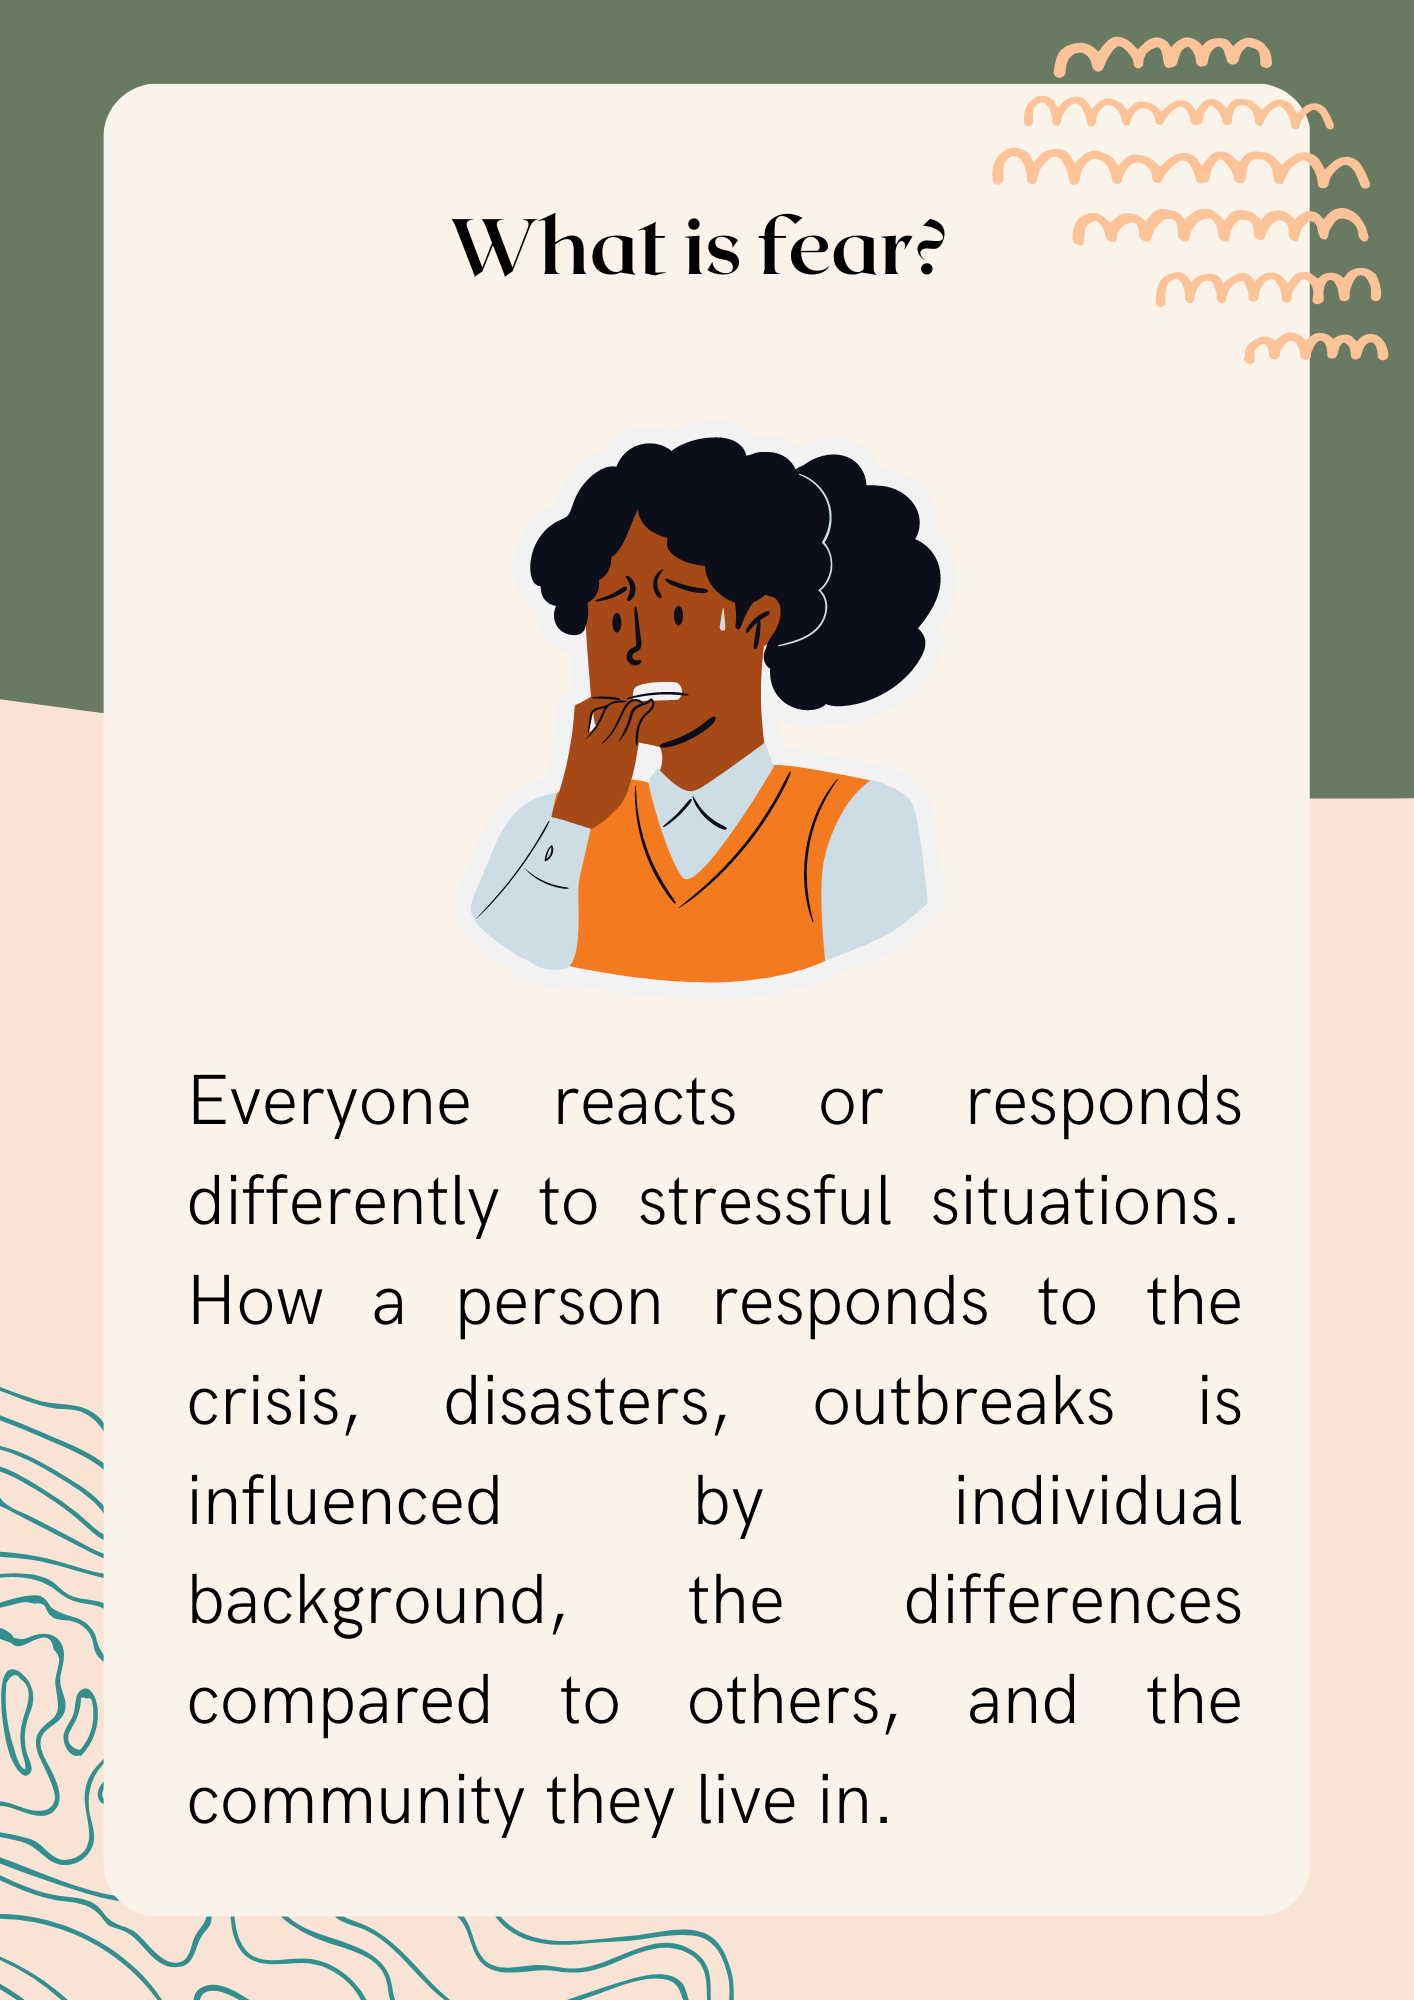 What is fear?
Everyone reacts or responds
differently to stressful situations.
How a person responds to the
crisis, disasters, outbreaks is
influenced by individual
background, the differences
compared to others, and the
community they live in.